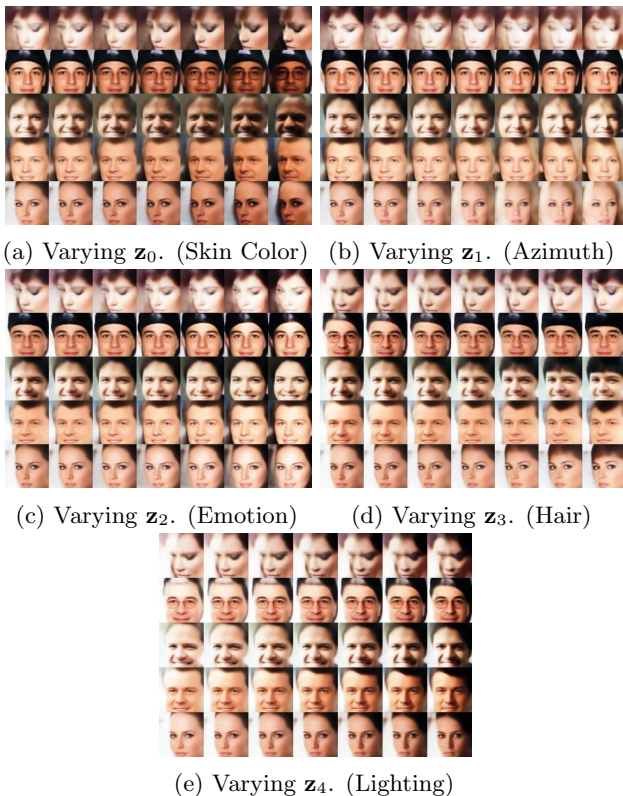 (a) Varying z₀. (Skin Color)
(b) Varying z₁. (Azimuth)
(c) Varying z₂. (Emotion)
(d) Varying z₃. (Hair)
(e) Varying z₄. (Lighting)